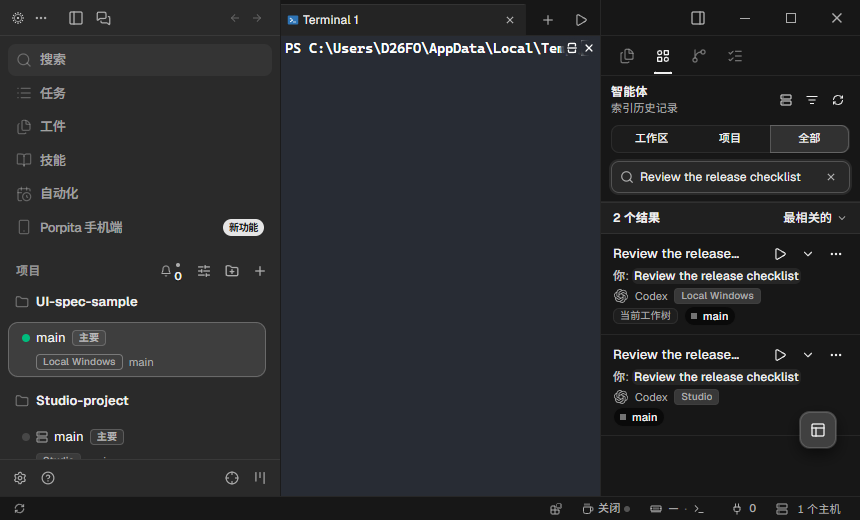 搜索
任务
工件
技能
自动化
Porpita 手机端 新功能
项目 0
UI-spec-sample
main 主要
Local Windows main
Studio-project
main 主要
Terminal 1
PS C:\Users\D26FO\AppData\Local\Tem
智能体
索引历史记录
工作区 项目 全部
Review the release checklist
2 个结果 最相关的
Review the release...
你: Review the release checklist
Codex Local Windows
当前工作树 main
Review the release...
你: Review the release checklist
Codex Studio
main
关闭 0 1 个主机